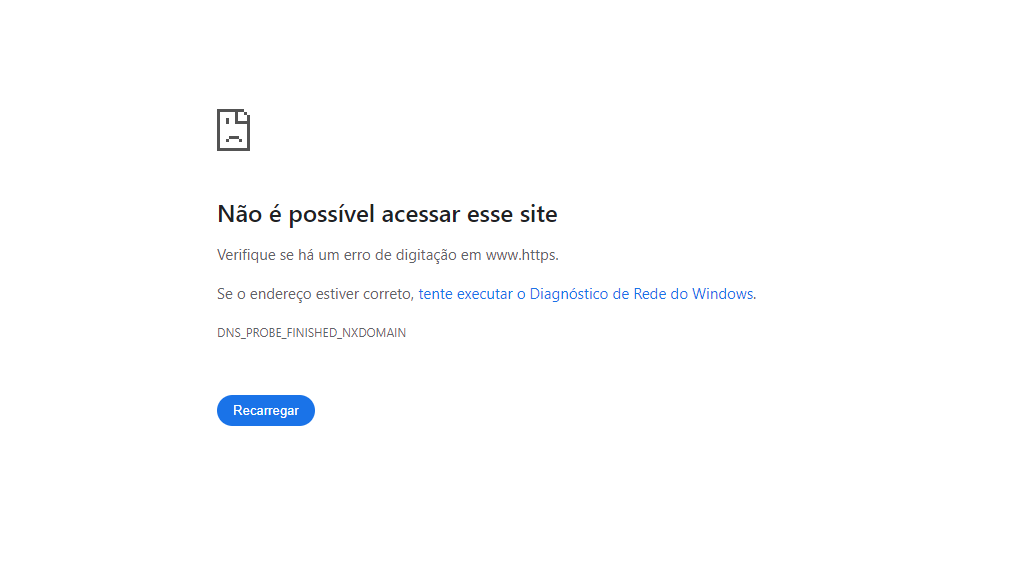 Não é possível acessar esse site
Verifique se há um erro de digitação em www.https.
Se o endereço estiver correto, tente executar o Diagnóstico de Rede do Windows.
DNS_PROBE_FINISHED_NXDOMAIN
Recarregar